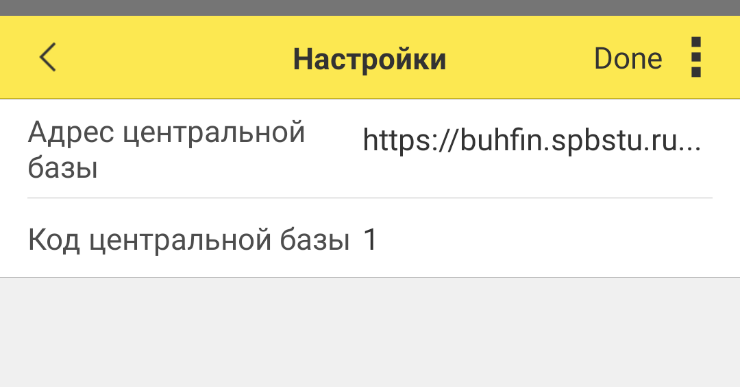 Настройки Done
Адрес центральной
базы
https://buhfin.spbstu.ru...
Код центральной базы 1